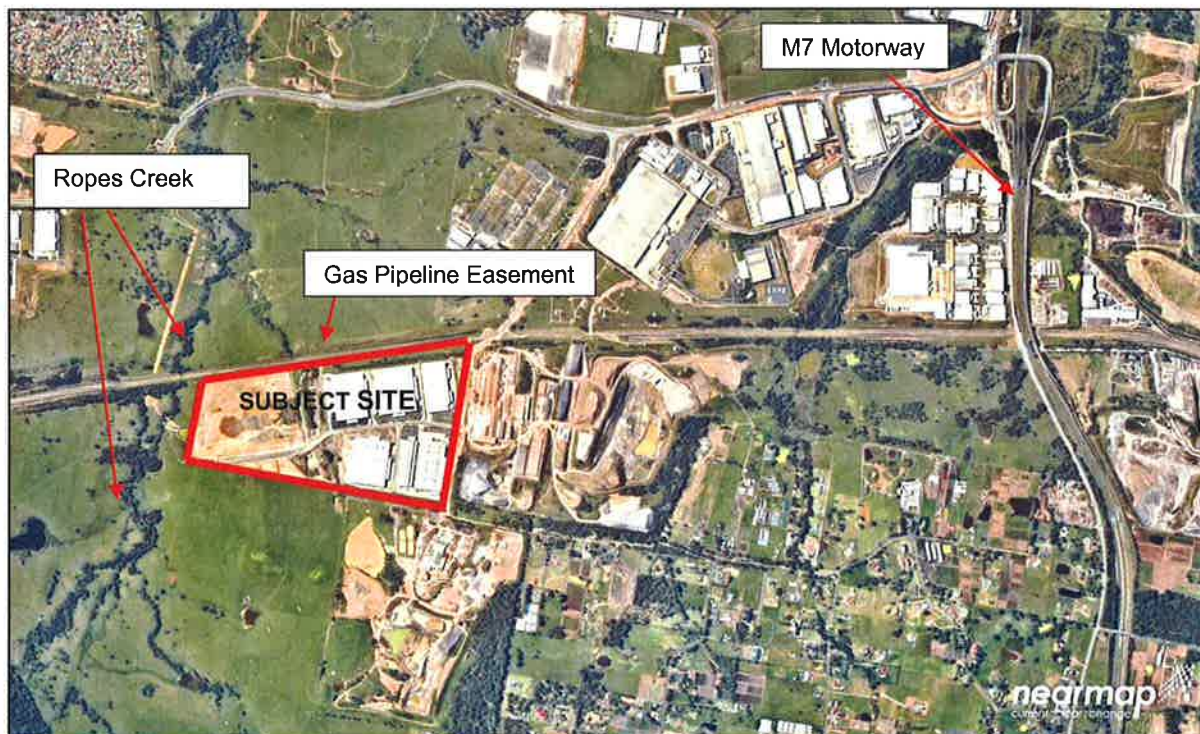 M7 Motorway
Ropes Creek
Gas Pipeline Easement
SUBJECT SITE
nearmap